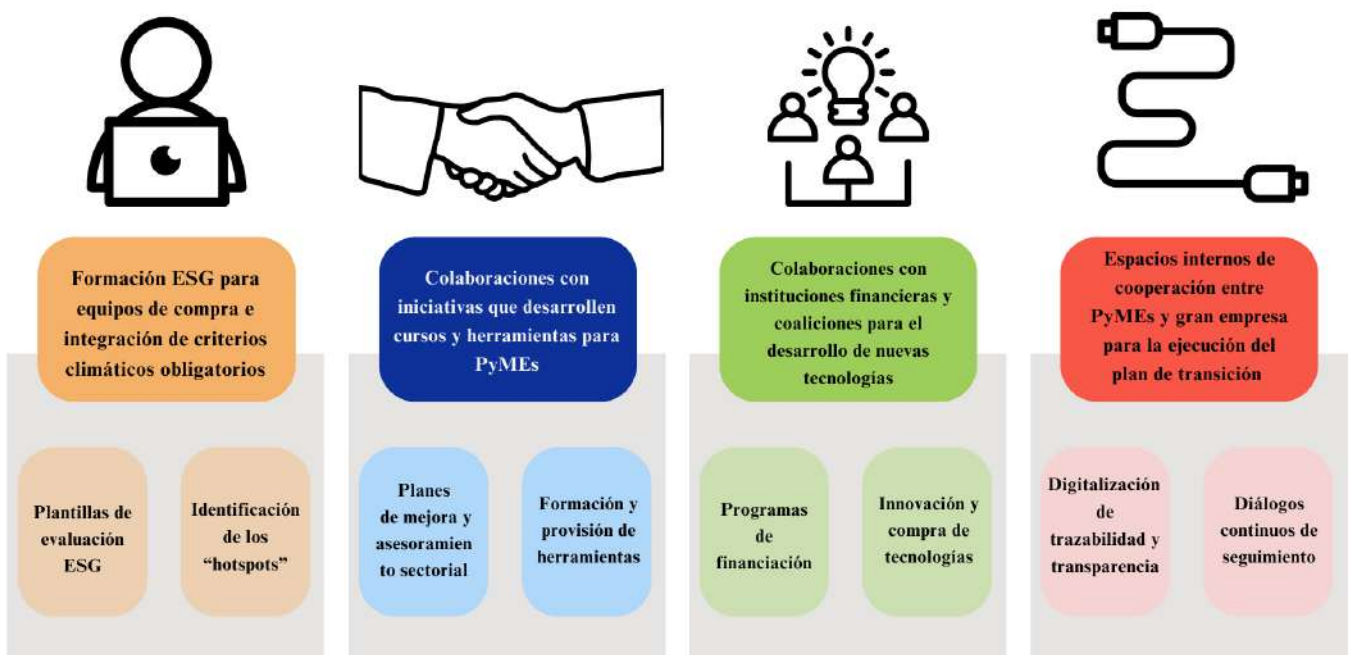 Formación ESG para
equipos de compra e
integración de criterios
climáticos obligatorios
Plantillas de
evaluación
ESG
Identificación
de los
“hotspots”
Colaboraciones con
iniciativas que desarrollen
cursos y herramientas para
PyMEs
Planes
de mejora y
asesoramien
to sectorial
Formación y
provisión de
herramientas
Colaboraciones con
instituciones financieras y
coaliciones para el
desarrollo de nuevas
tecnologías
Programas
de
financiación
Innovación y
compra de
tecnologías
Espacios internos de
cooperación entre
PyMEs y gran empresa
para la ejecución del
plan de transición
Digitalización
de
trazabilidad y
transparencia
Diálogos
continuos de
seguimiento